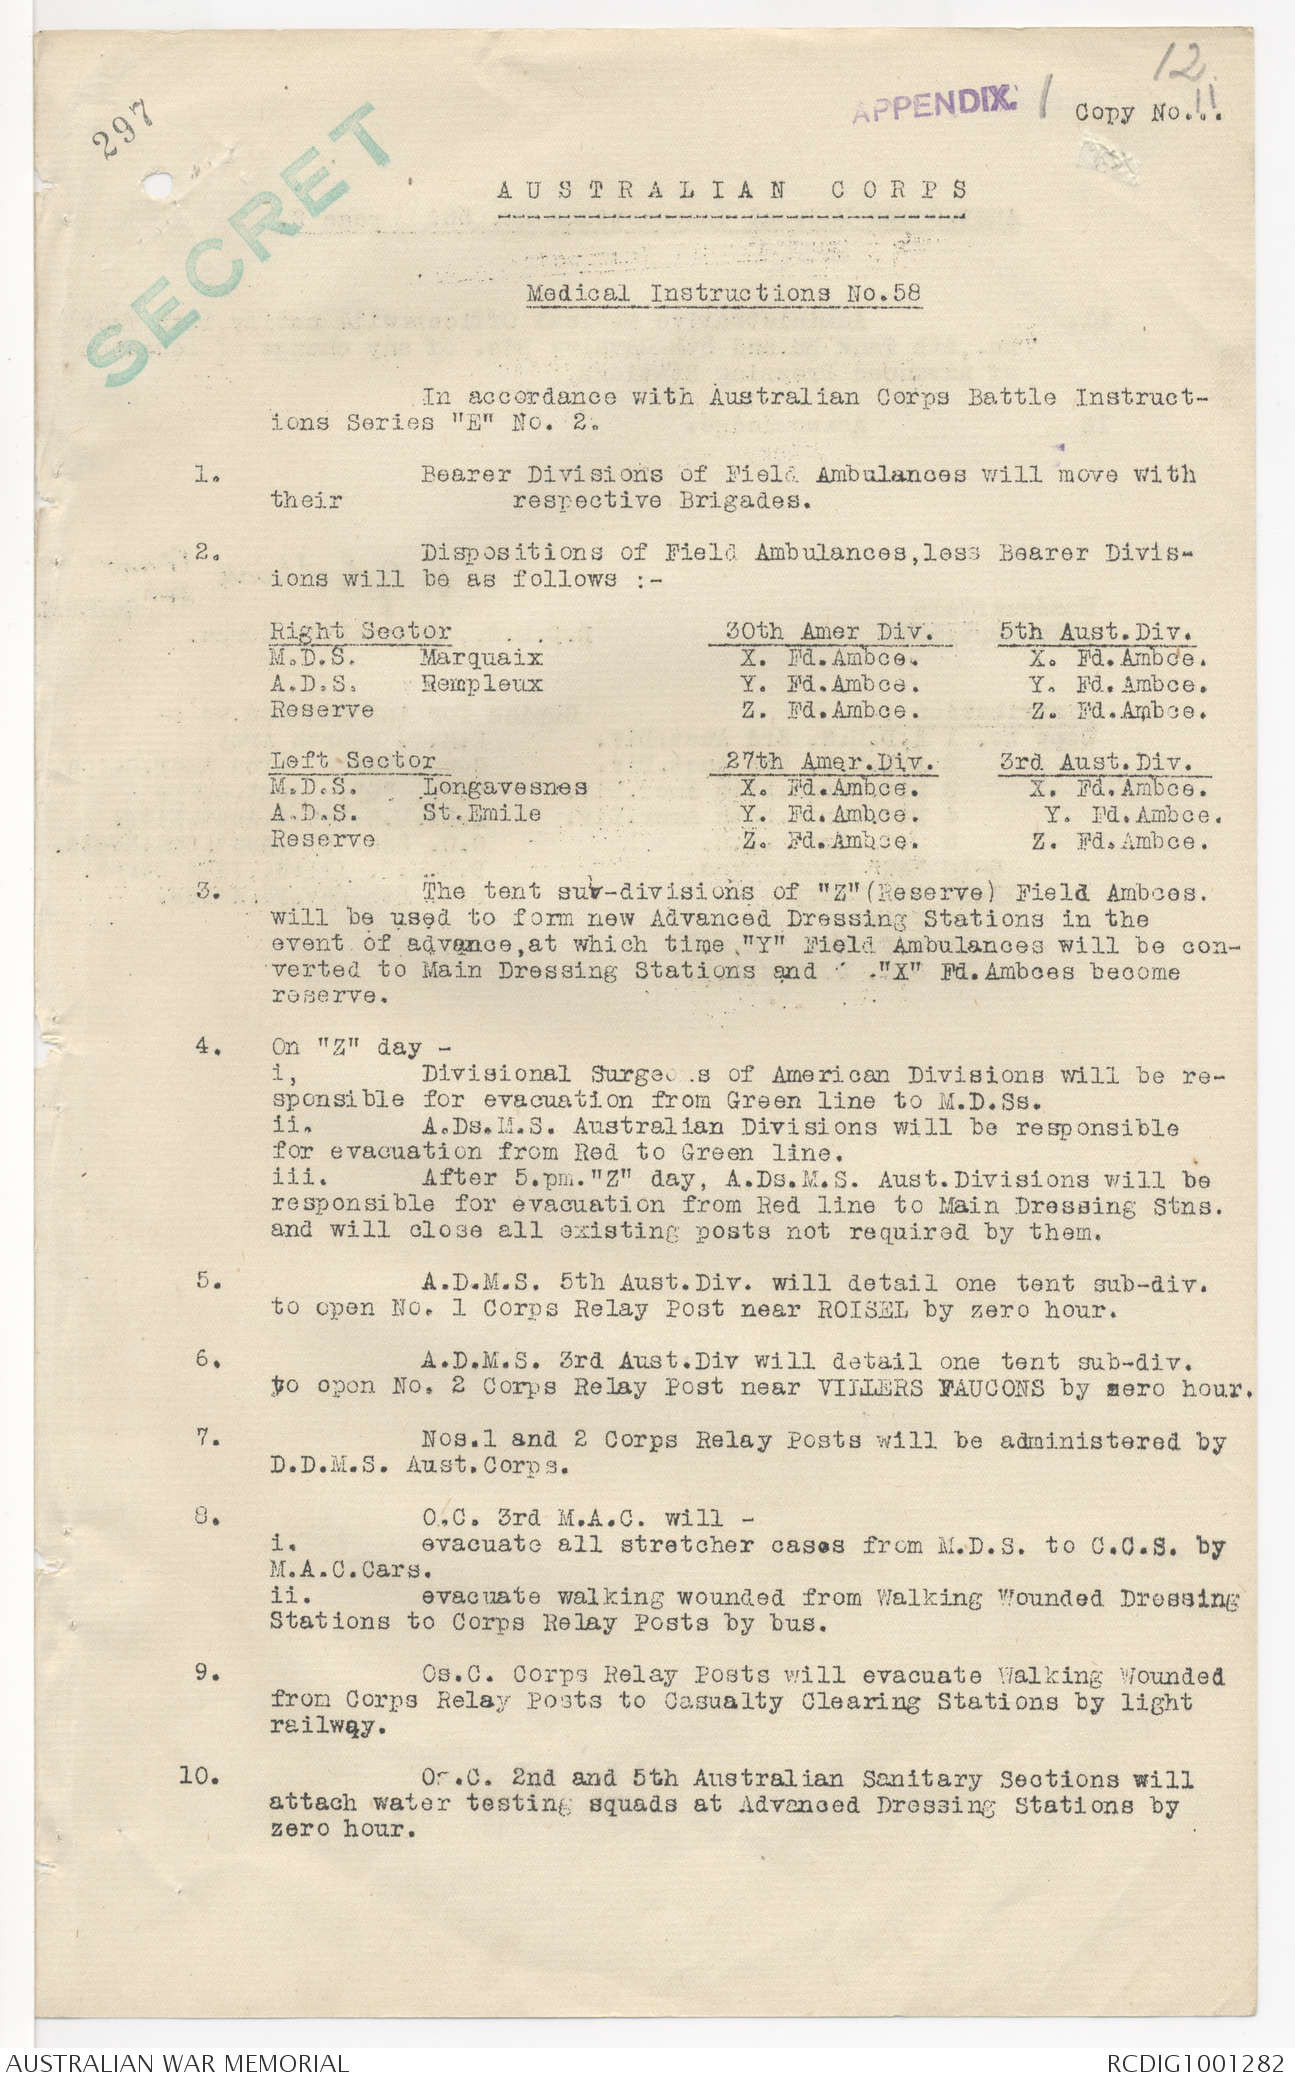 12
297
APPENDIX. 1
Copy No. 11
SECRET
AUSTRALIAN CORPS
Medical Instructions No.58
In accordance with Australian Corps Battle Instruct-
ions Series "E" No. 2.
1. Bearer Divisions of Field Ambulances will move with
their respective Brigades.
2. Dispositions of Field Ambulances,less Bearer Divis-
ions will be as follows :-
Right Sector 30th Amer Div. 5th Aust.Div.
M.D.S. Marquaix X. Fd.Ambce. X. Fd.Ambce.
A.D.S. Hempleux Y. Fd.Ambce. Y. Fd.Ambce.
Reserve Z. Fd.Ambce. Z. Fd.Ambce.
Left Sector 27th Amer.Div. 3rd Aust.Div.
M.D.S. Longavesnes X. Fd.Ambce. X. Fd.Ambce.
A.D.S. St.Emile Y. Fd.Ambce. Y. Fd.Ambce.
Reserve Z. Fd.Ambce. Z. Fd.Ambce.
3. The tent sub-divisions of "Z"(Reserve) Field Ambces.
will be used to form new Advanced Dressing Stations in the
event of advance,at which time "Y" Field Ambulances will be con-
verted to Main Dressing Stations and "X" Fd.Ambces become
reserve.
4. On "Z" day -
i, Divisional Surgeons of American Divisions will be re-
sponsible for evacuation from Green line to M.D.Ss.
ii. A.Ds.M.S. Australian Divisions will be responsible
for evacuation from Red to Green line.
iii. After 5.pm."Z" day, A.Ds.M.S. Aust.Divisions will be
responsible for evacuation from Red line to Main Dressing Stns.
and will close all existing posts not required by them.
5. A.D.M.S. 5th Aust.Div. will detail one tent sub-div.
to open No. 1 Corps Relay Post near ROISEL by zero hour.
6. A.D.M.S. 3rd Aust.Div will detail one tent sub-div.
to open No. 2 Corps Relay Post near VILLERS FAUCONS by zero hour.
7. Nos.1 and 2 Corps Relay Posts will be administered by
D.D.M.S. Aust.Corps.
8. O.C. 3rd M.A.C. will -
i. evacuate all stretcher cases from M.D.S. to C.C.S. by
M.A.C.Cars.
ii. evacuate walking wounded from Walking Wounded Dressing
Stations to Corps Relay Posts by bus.
9. Os.C. Corps Relay Posts will evacuate Walking Wounded
from Corps Relay Posts to Casualty Clearing Stations by light
railway.
10. Os.C. 2nd and 5th Australian Sanitary Sections will
attach water testing squads at Advanced Dressing Stations by
zero hour.
AUSTRALIAN WAR MEMORIAL
RCDIG1001282